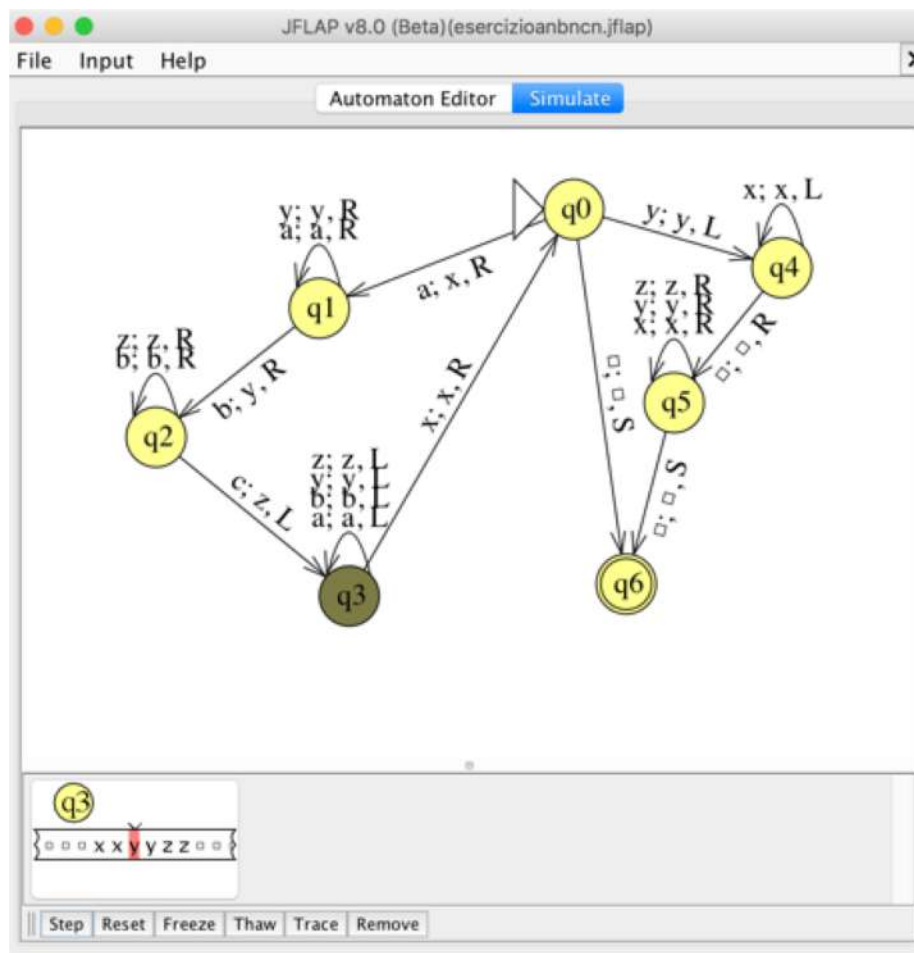 JFLAP v8.0 (Beta)(esercizioanbncn.jflap)
File Input Help
Automaton Editor Simulate
q0
y; y, L
x; x, L
q4
y; y, R
a; a, R
q1
a; x, R
z; z, R
y; y, R
x; x, R
q5
□; □, R
z; z, R
b; b, R
q2
b; y, R
x; x, R
□; □, S
□; □, S
c; z, L
z; z, L
y; y, L
b; b, L
a; a, L
q3
q6
q3
□ □ □ x x y y z z □ □
Step Reset Freeze Thaw Trace Remove